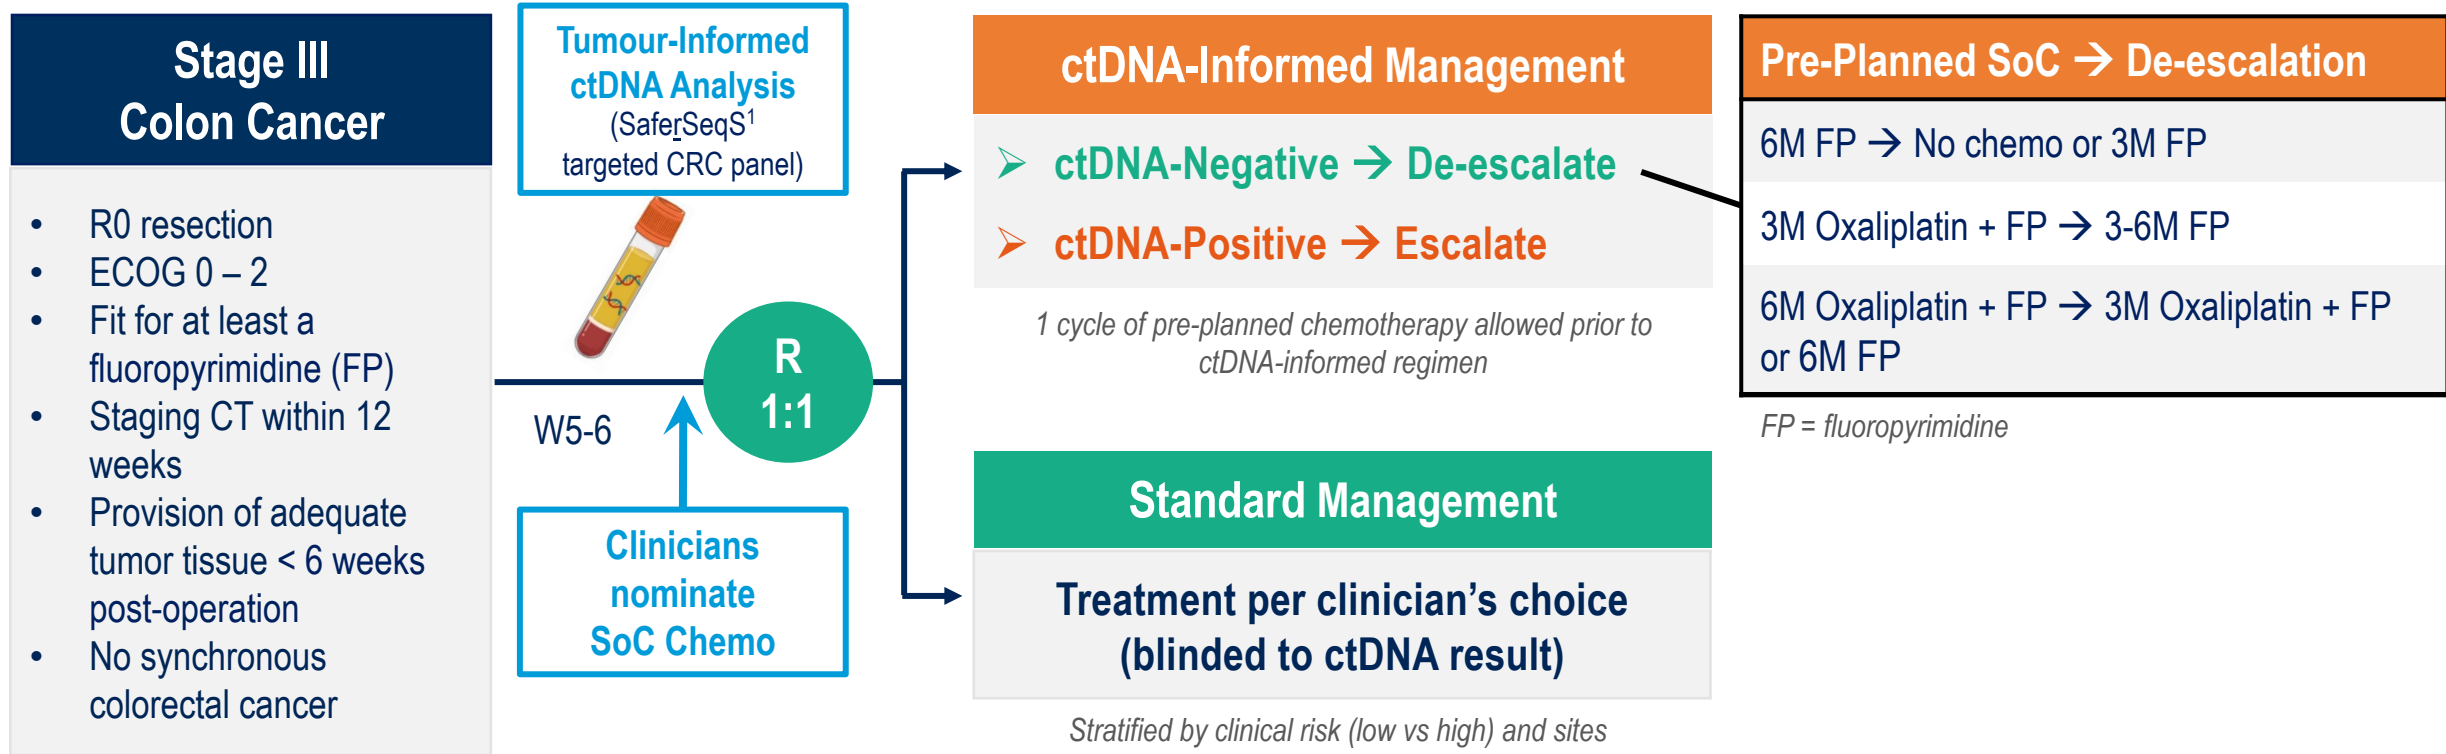 Stage III
Colon Cancer
• R0 resection
• ECOG 0 – 2
• Fit for at least a
fluoropyrimidine (FP)
• Staging CT within 12
weeks
• Provision of adequate
tumor tissue < 6 weeks
post-operation
• No synchronous
colorectal cancer
Tumour-Informed
ctDNA Analysis
(SaferSeqS¹
targeted CRC panel)
W5-6
Clinicians
nominate
SoC Chemo
R
1:1
ctDNA-Informed Management
➢ ctDNA-Negative → De-escalate
➢ ctDNA-Positive → Escalate
1 cycle of pre-planned chemotherapy allowed prior to
ctDNA-informed regimen
Standard Management
Treatment per clinician’s choice
(blinded to ctDNA result)
Stratified by clinical risk (low vs high) and sites
Pre-Planned SoC → De-escalation
6M FP → No chemo or 3M FP
3M Oxaliplatin + FP → 3-6M FP
6M Oxaliplatin + FP → 3M Oxaliplatin + FP
or 6M FP
FP = fluoropyrimidine